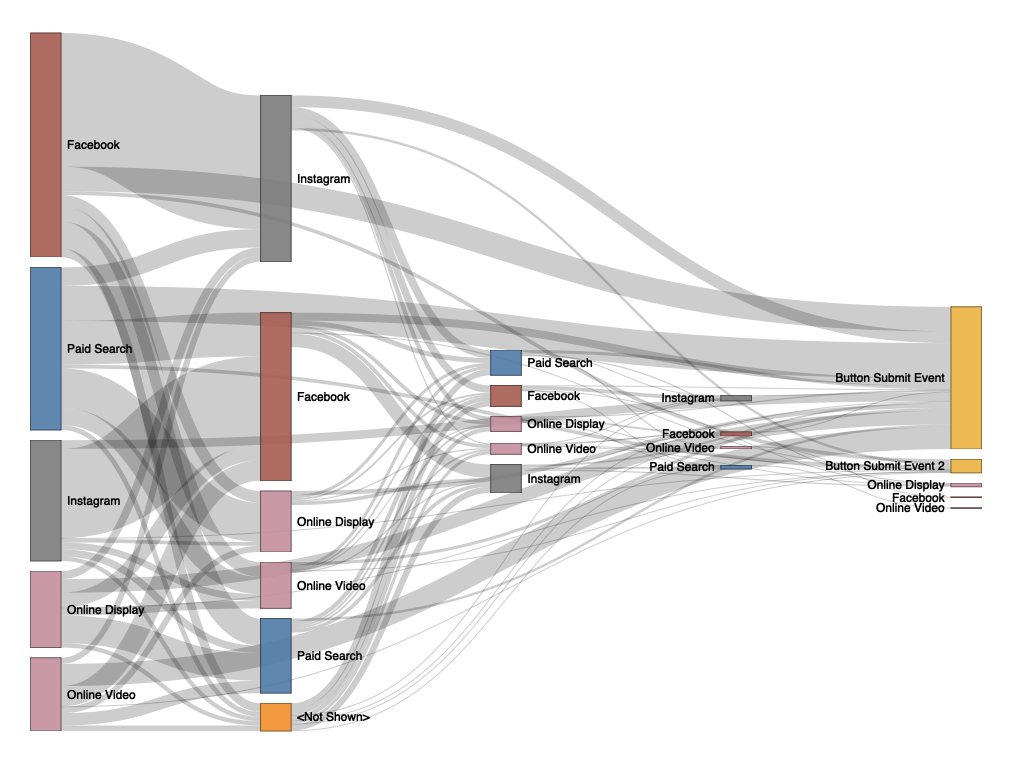 Facebook
Paid Search
Instagram
Online Display
Online Video
Instagram
Facebook
Online Display
Online Video
Paid Search
<Not Shown>
Paid Search
Facebook
Online Display
Online Video
Instagram
Instagram
Facebook
Online Video
Paid Search
Button Submit Event
Button Submit Event 2
Online Display
Facebook
Online Video